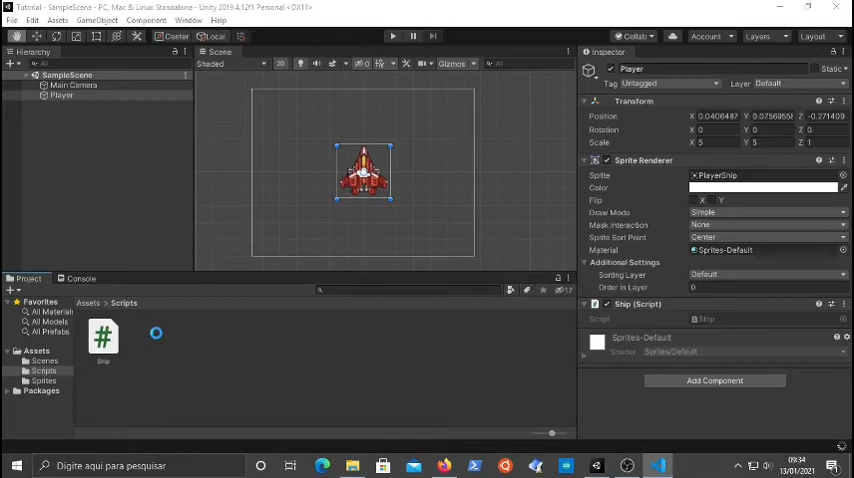 Tutorial - SampleScene - PC, Mac & Linux Standalone - Unity 2019.4.12f1 Personal <DX11>
File Edit Assets GameObject Component Window Help
Center Local Collab Account Layers Layout
Hierarchy
All
SampleScene
Main Camera
Player
Scene
Shaded 2D 0 Gizmos All
Inspector
Player Static
Tag Untagged Layer Default
Transform
Position X 0.0406487 Y 0.0756955 Z -0.271409
Rotation X 0 Y 0 Z 0
Scale X 5 Y 5 Z 1
Sprite Renderer
Sprite PlayerShip
Color
Flip X Y
Draw Mode Simple
Mask Interaction None
Sprite Sort Point Center
Material Sprites-Default
Additional Settings
Sorting Layer Default
Order in Layer 0
Ship (Script)
Script Ship
Sprites-Default
Shader Sprites/Default
Add Component
Project Console
17
Favorites
All Materials
All Models
All Prefabs
Assets
Scenes
Scripts
Sprites
Packages
Assets > Scripts
#
Ship
Digite aqui para pesquisar
09:34
13/01/2021